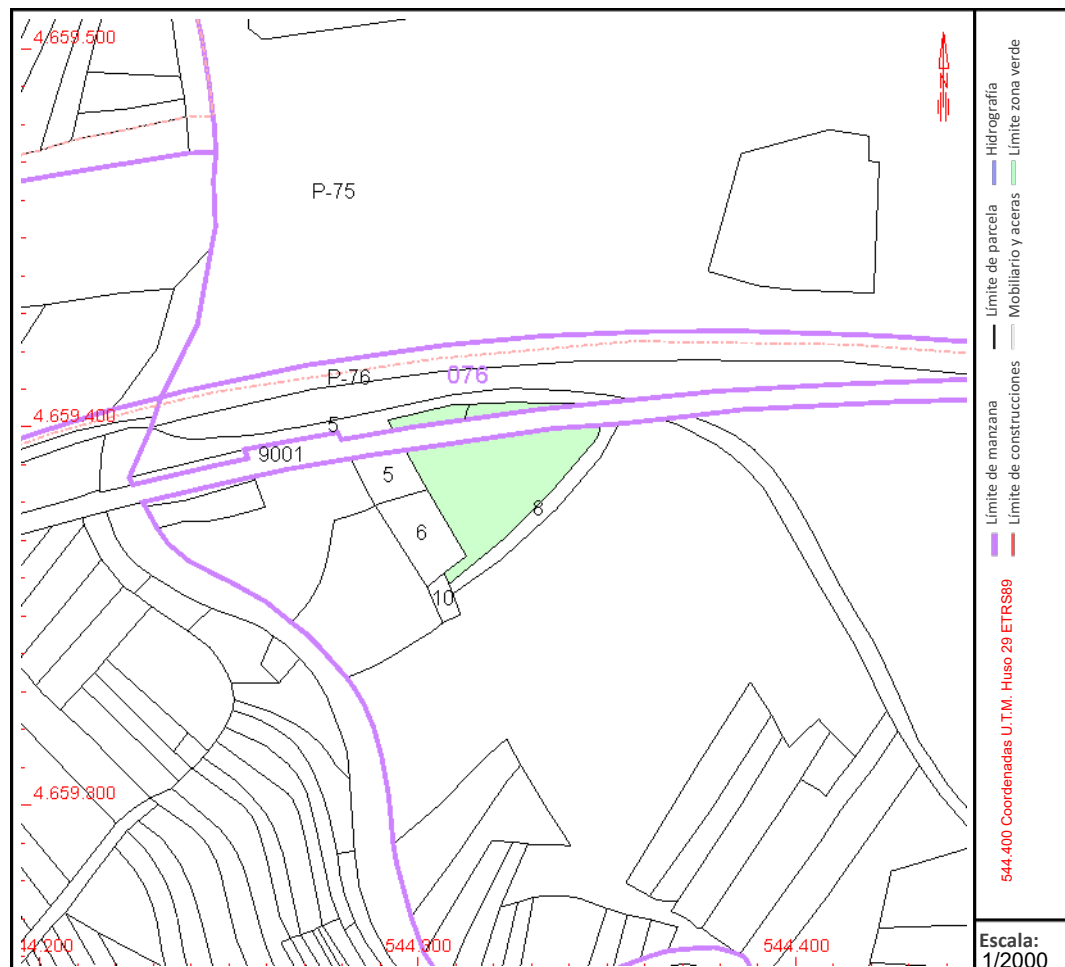 4.659.500
P-75
P-76
076
4.659.400
5
9001
5
8
6
10
4.659.300
44.200
544.300
544.400
Hidrografía
Límite zona verde
Límite de parcela
Mobiliario y aceras
Límite de manzana
Límite de construcciones
544.400 Coordenadas U.T.M. Huso 29 ETRS89
Escala:
1/2000